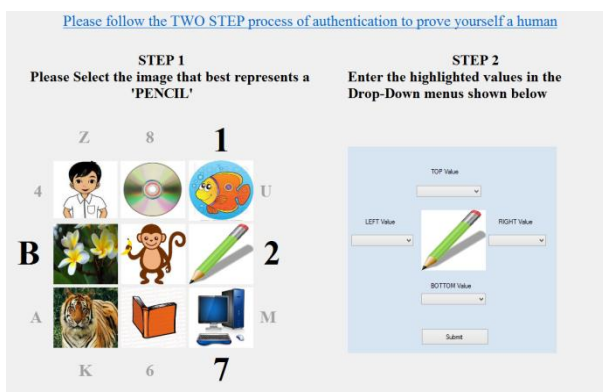 Please follow the TWO STEP process of authentication to prove yourself a human
STEP 1
Please Select the image that best represents a
'PENCIL'
Z 8 1
4 U
B 2
A M
K 6 7
STEP 2
Enter the highlighted values in the
Drop-Down menus shown below
TOP Value
LEFT Value RIGHT Value
BOTTOM Value
Submit